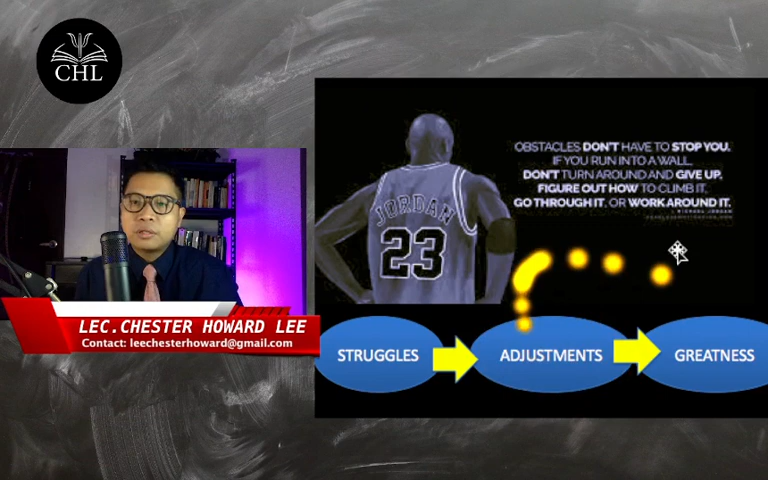 CHL
OBSTACLES DON'T HAVE TO STOP YOU.
IF YOU RUN INTO A WALL,
DON'T TURN AROUND AND GIVE UP.
FIGURE OUT HOW TO CLIMB IT,
GO THROUGH IT, OR WORK AROUND IT.
MICHAEL JORDAN
JORDAN
23
LEC.CHESTER HOWARD LEE
Contact: leechesterhoward@gmail.com
STRUGGLES
ADJUSTMENTS
GREATNESS